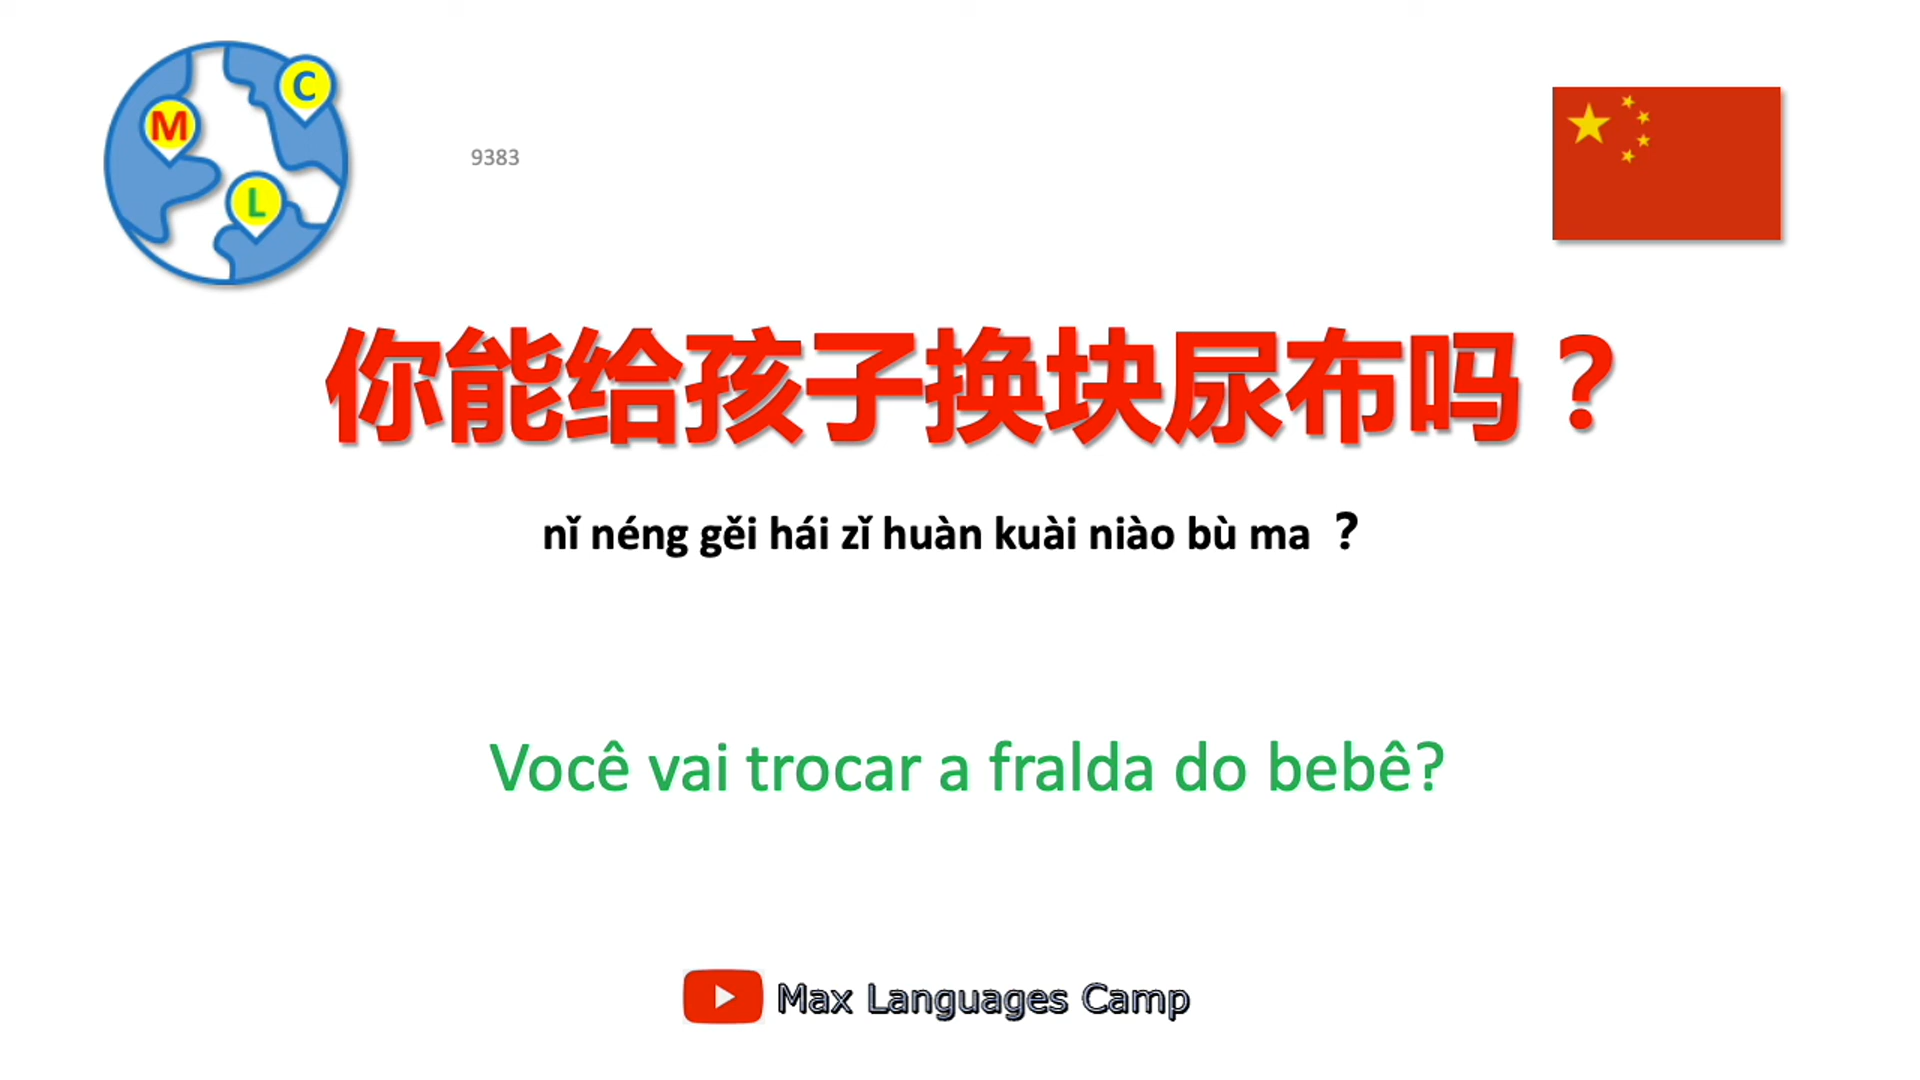 C
M
L
9383
你能给孩子换块尿布吗？
nǐ néng gěi hái zǐ huàn kuài niào bù ma ？
Você vai trocar a fralda do bebê?
Max Languages Camp